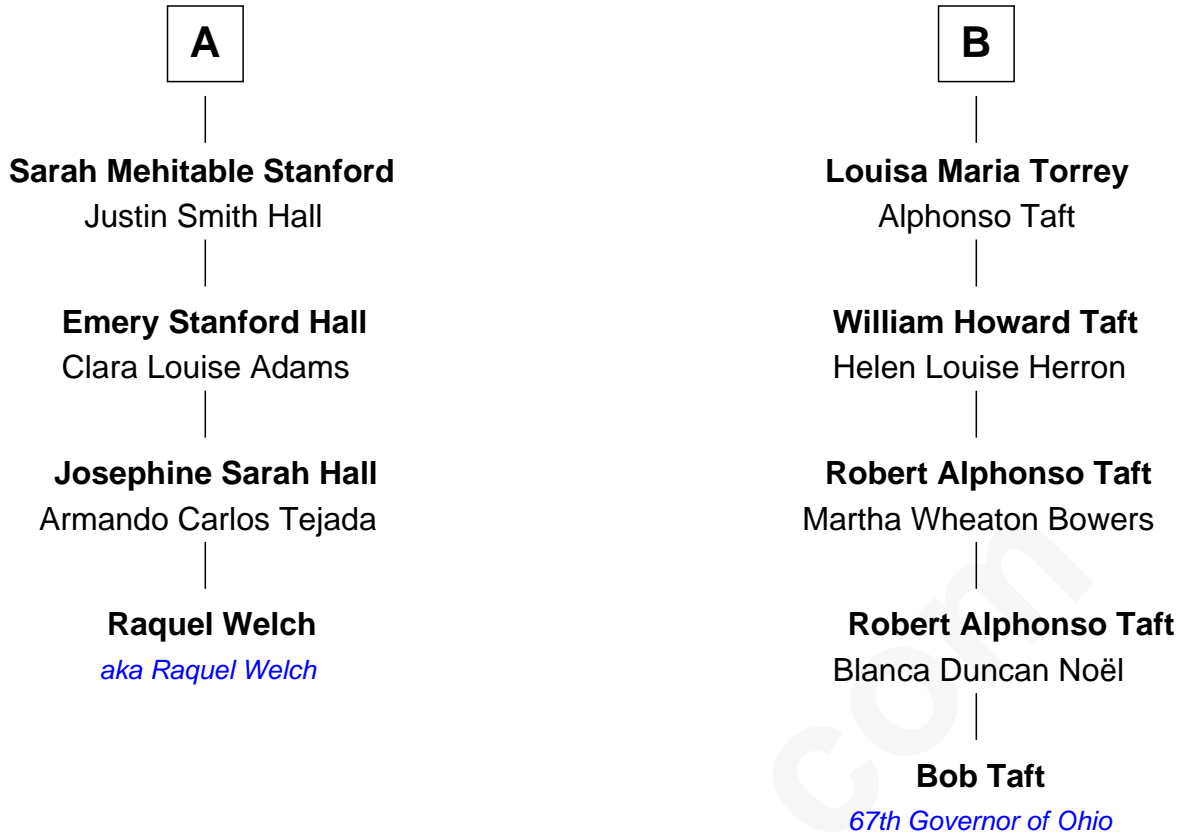 A
Sarah Mehitable Stanford
Justin Smith Hall
Emery Stanford Hall
Clara Louise Adams
Josephine Sarah Hall
Armando Carlos Tejada
Raquel Welch
aka Raquel Welch
B
Louisa Maria Torrey
Alphonso Taft
William Howard Taft
Helen Louise Herron
Robert Alphonso Taft
Martha Wheaton Bowers
Robert Alphonso Taft
Blanca Duncan Noël
Bob Taft
67th Governor of Ohio
com